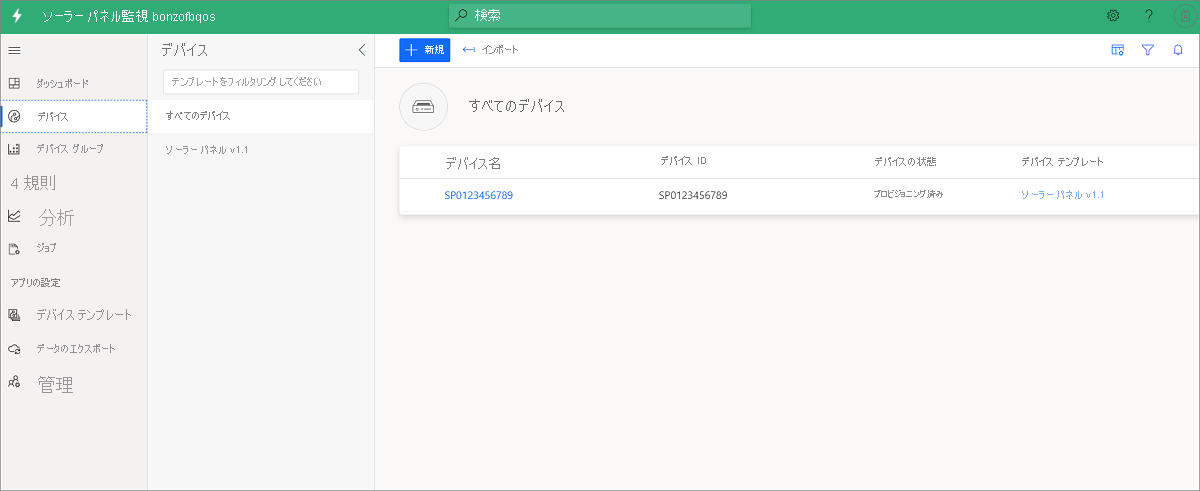 ソーラー パネル監視 bonzofbqos
検索
?
ダッシュボード
デバイス
デバイス グループ
4 規則
分析
ジョブ
アプリの設定
デバイス テンプレート
データのエクスポート
管理
デバイス
テンプレートをフィルタリング してください
すべてのデバイス
ソーラー パネル v1.1
新規
インポート
すべてのデバイス
デバイス名 デバイス ID デバイスの状態 デバイス テンプレート
SP0123456789 SP0123456789 プロビジョニング済み ソーラー パネル v1.1